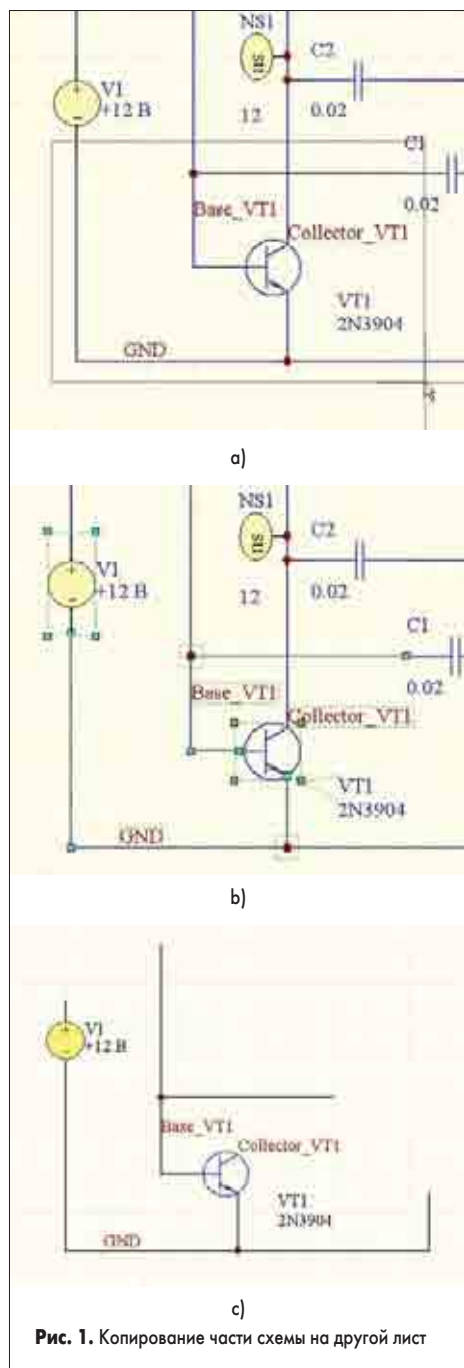 NS1
C2
V1
+12 В
12
0.02
C1
0.02
Base_VT1
Collector_VT1
VT1
2N3904
GND
a)
NS1
C2
V1
+12 В
12
0.02
C1
0.02
Base_VT1
Collector_VT1
VT1
2N3904
GND
b)
V1
+12 В
Base_VT1
Collector_VT1
VT1
2N3904
GND
c)
Рис. 1. Копирование части схемы на другой лист